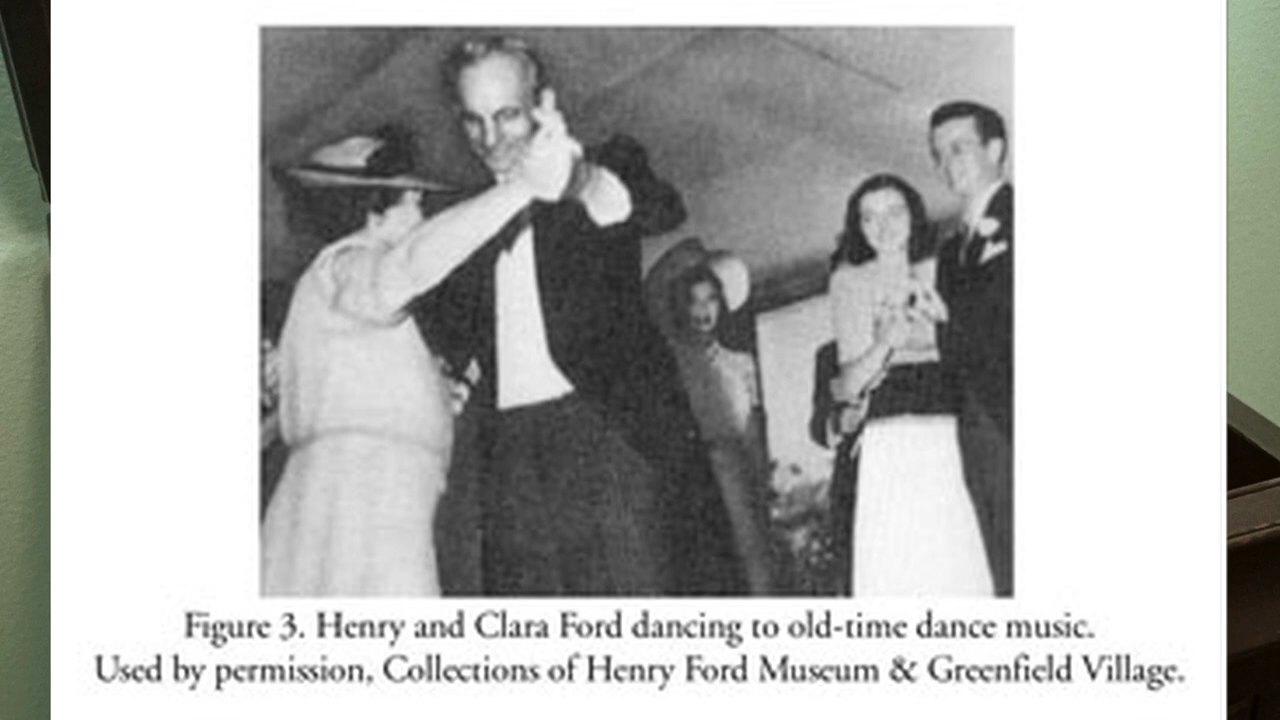 Figure 3. Henry and Clara Ford dancing to old-time dance music.
Used by permission, Collections of Henry Ford Museum & Greenfield Village.